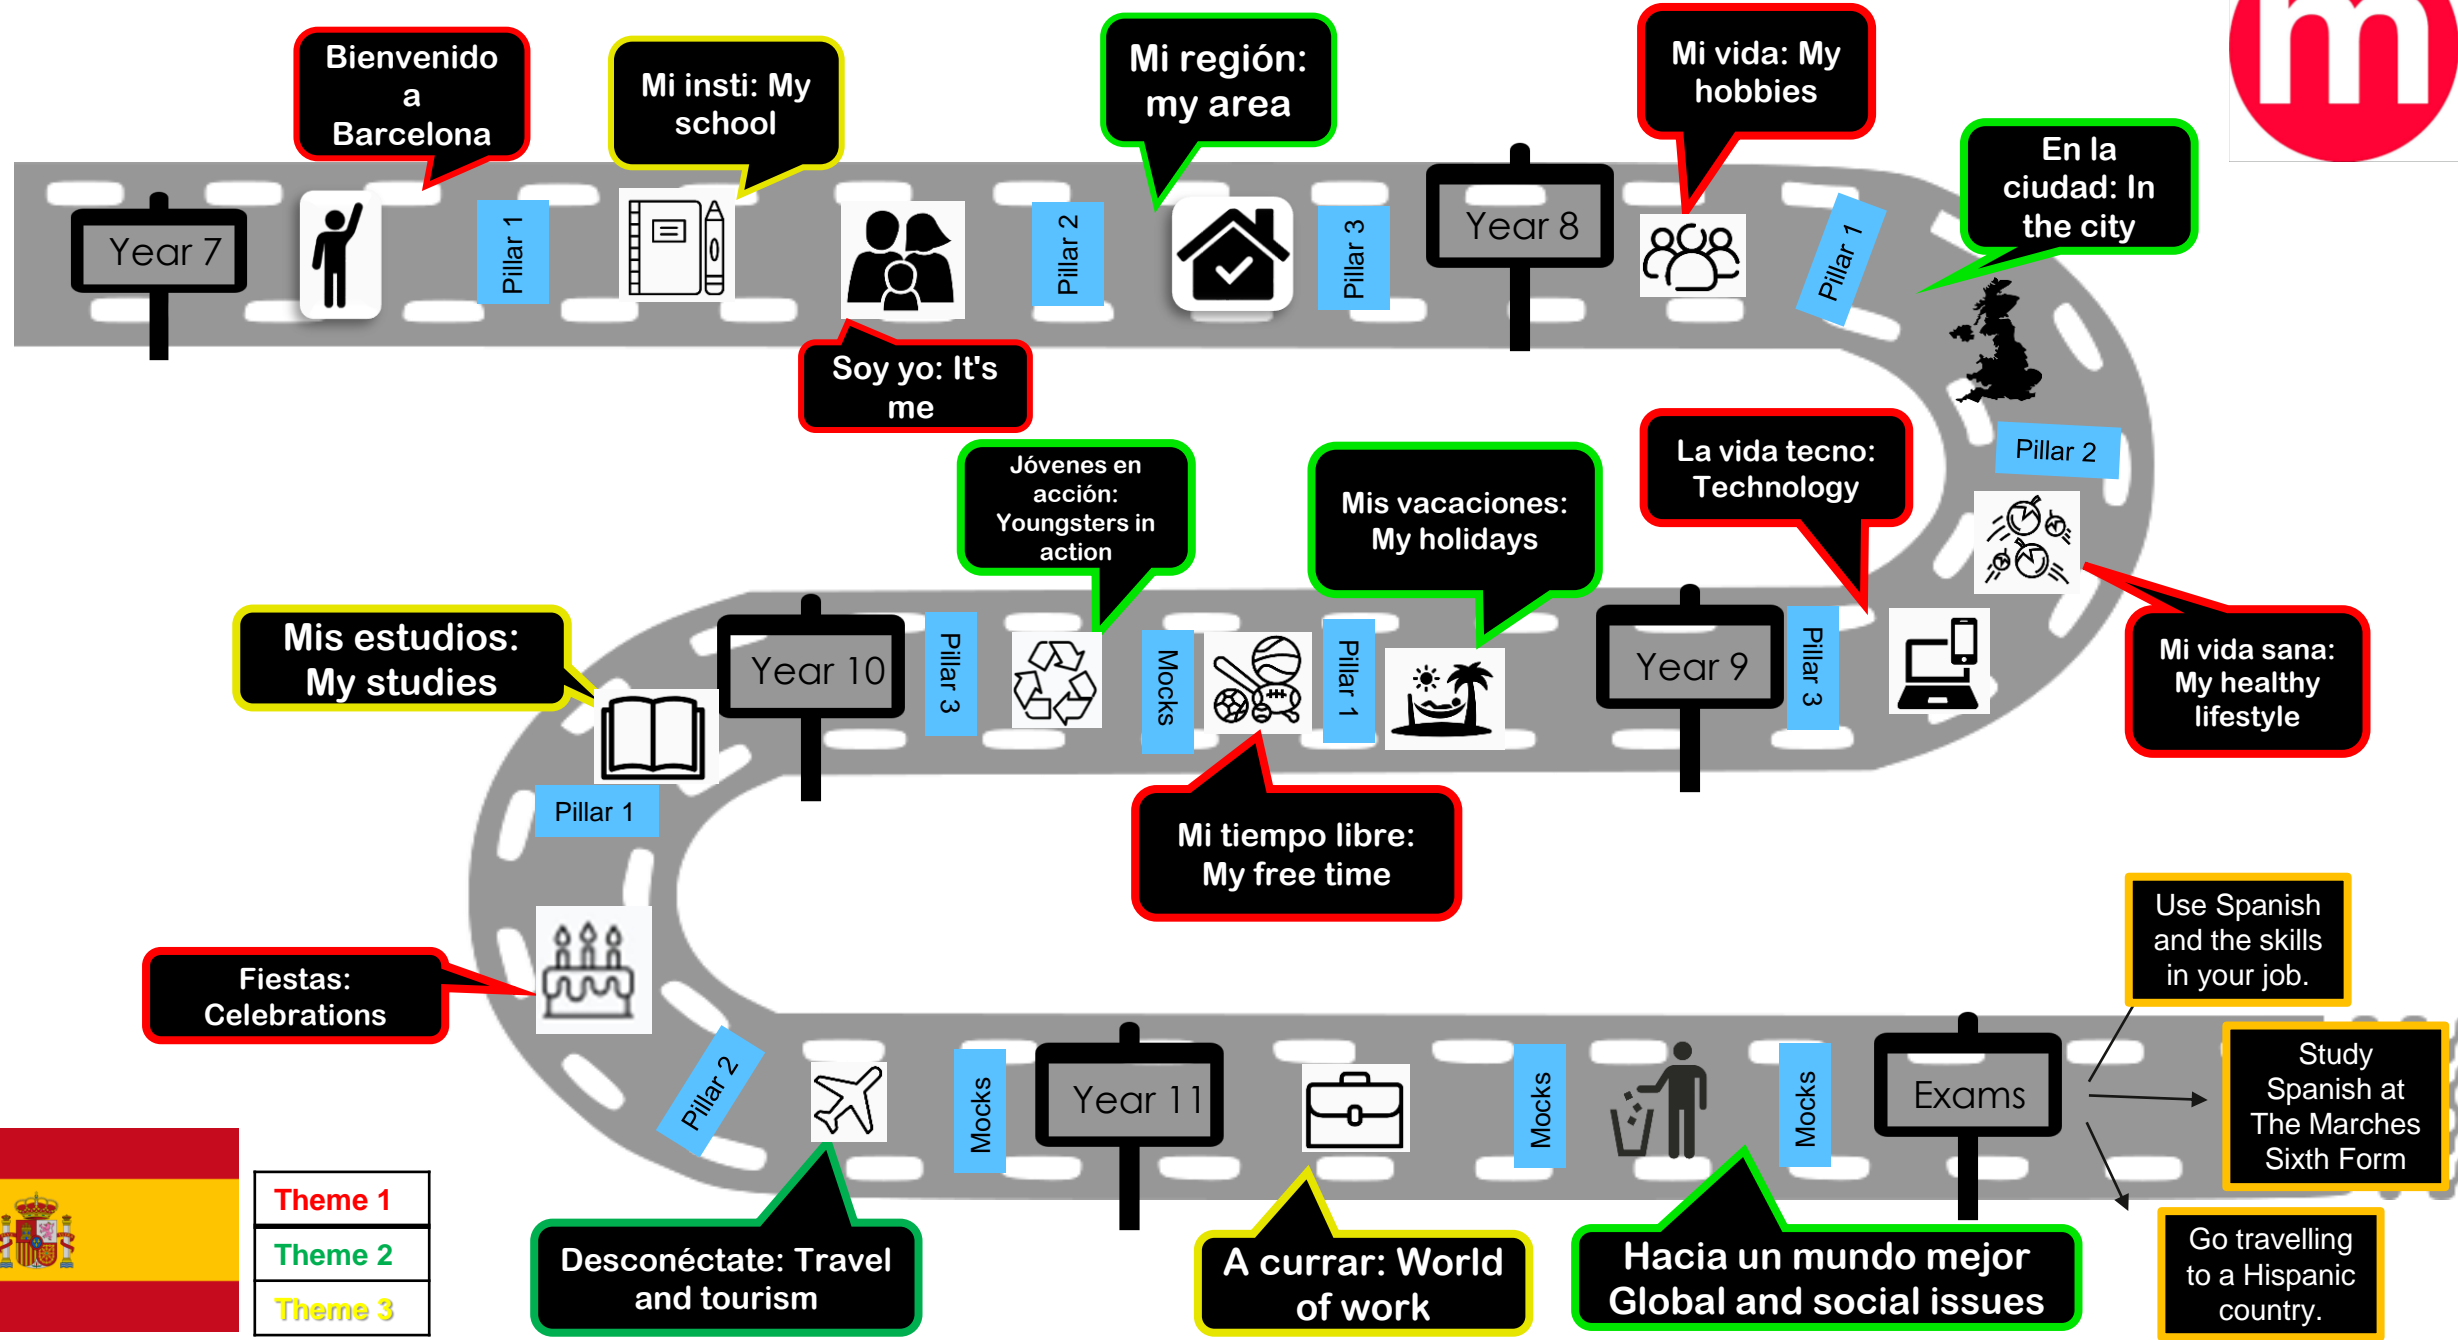 m
Bienvenido
a
Barcelona
Mi insti: My
school
Mi región:
my area
Mi vida: My
hobbies
En la
ciudad: In
the city
Year 7
Pillar 1
Pillar 2
Pillar 3
Year 8
Pillar 1
Soy yo: It's
me
Pillar 2
La vida tecno:
Technology
Mis vacaciones:
My holidays
Jóvenes en
acción:
Youngsters in
action
Mi vida sana:
My healthy
lifestyle
Pillar 3
Year 9
Pillar 1
Mocks
Pillar 3
Year 10
Mi tiempo libre:
My free time
Mis estudios:
My studies
Pillar 1
Fiestas:
Celebrations
Pillar 2
Mocks
Year 11
Mocks
Mocks
Exams
Use Spanish
and the skills
in your job.
Study
Spanish at
The Marches
Sixth Form
Go travelling
to a Hispanic
country.
Desconéctate: Travel
and tourism
A currar: World
of work
Hacia un mundo mejor
Global and social issues
Theme 1
Theme 2
Theme 3